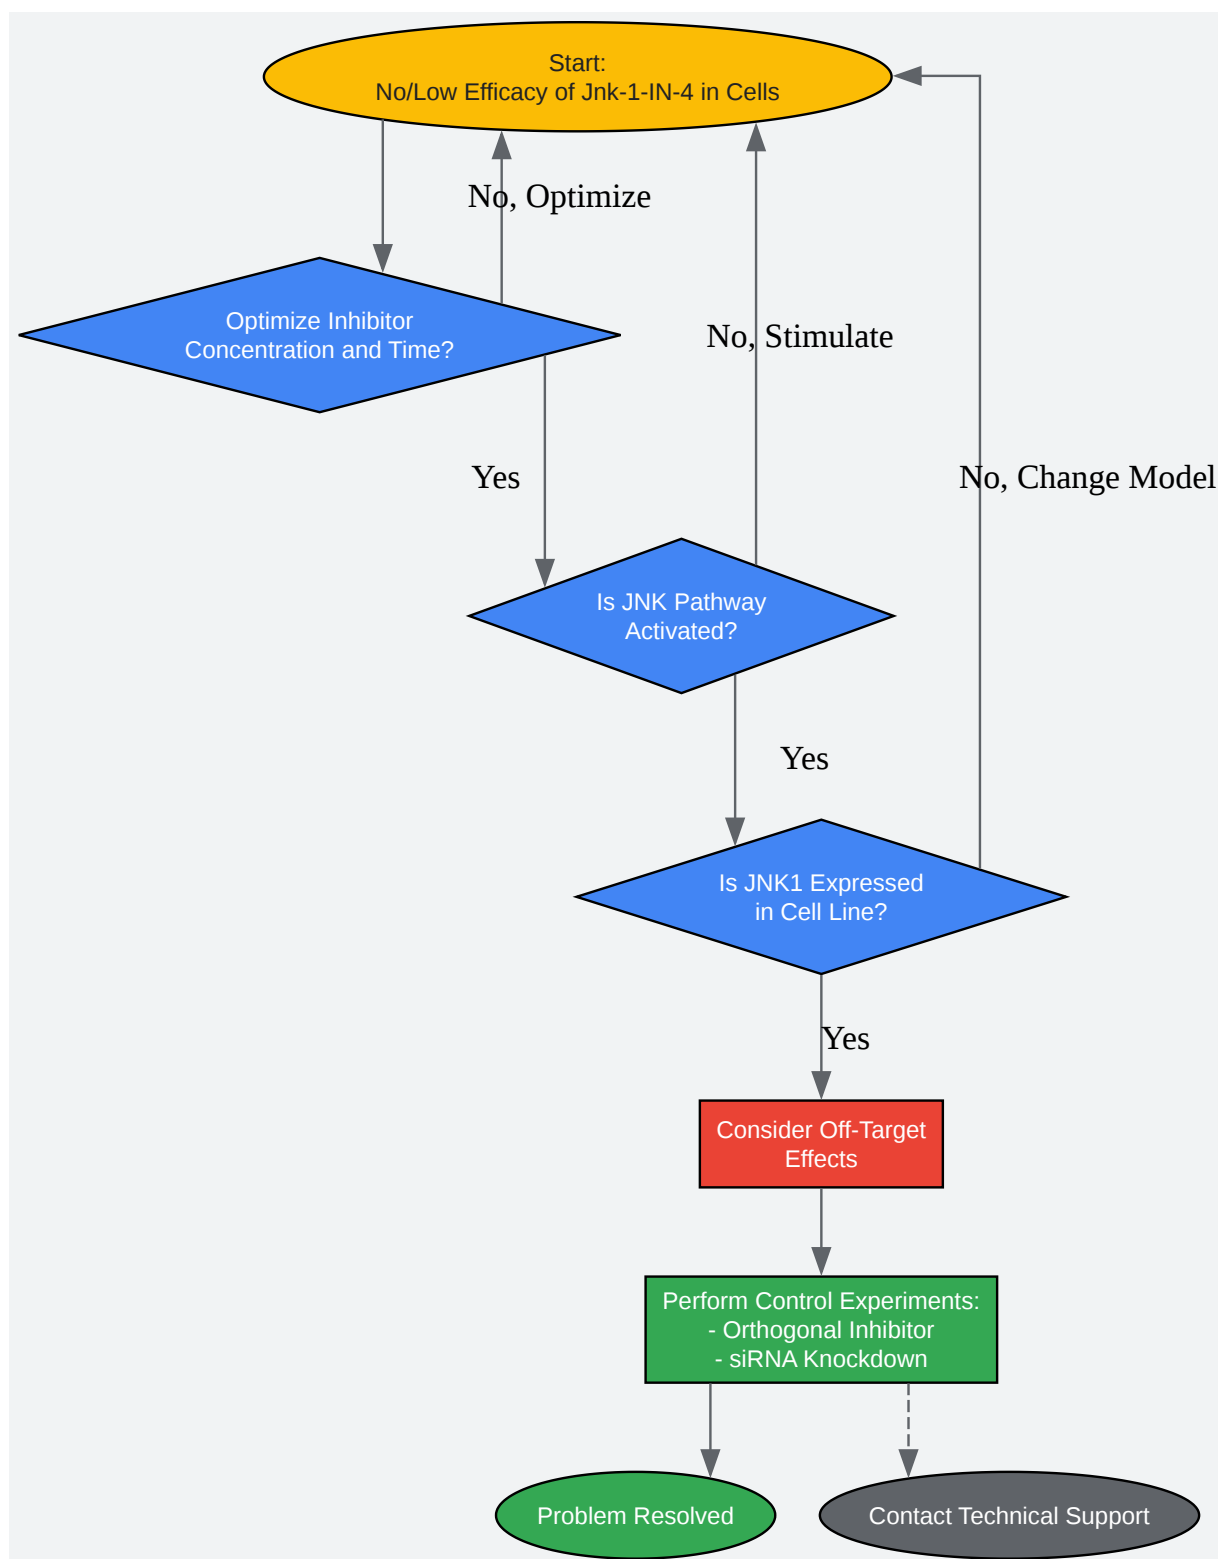 Start:
No/Low Efficacy of Jnk-1-IN-4 in Cells
No, Optimize
Optimize Inhibitor
Concentration and Time?
No, Stimulate
Yes
No, Change Model
Is JNK Pathway
Activated?
Yes
Is JNK1 Expressed
in Cell Line?
Yes
Consider Off-Target
Effects
Perform Control Experiments:
- Orthogonal Inhibitor
- siRNA Knockdown
Problem Resolved
Contact Technical Support